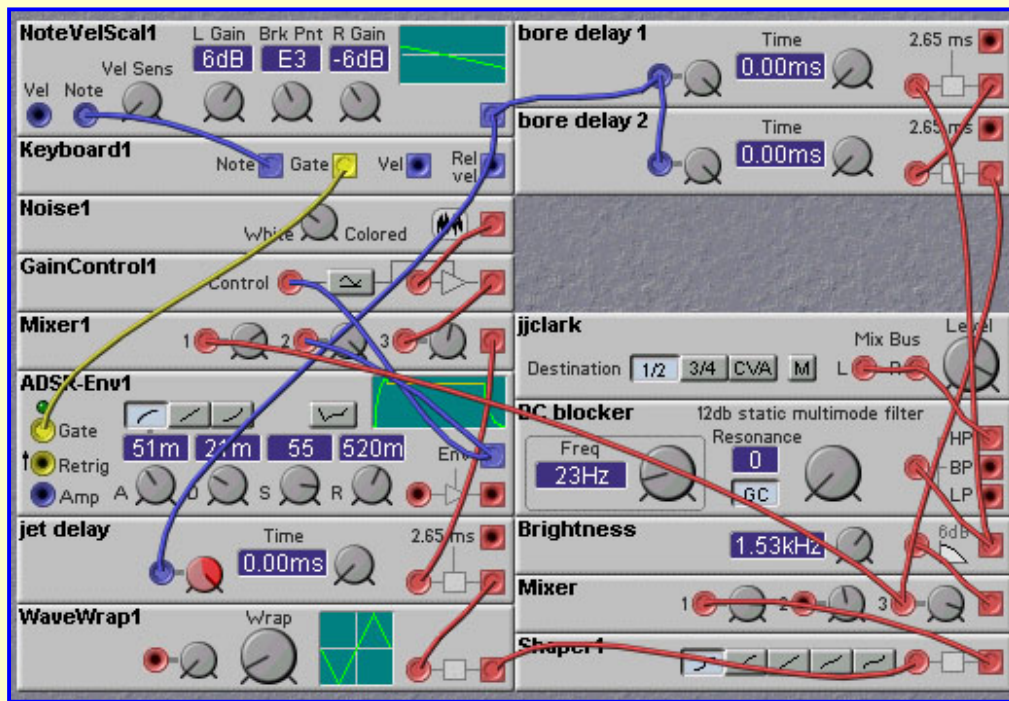 NoteVelScal1
L Gain Brk Pnt R Gain
6dB E3 -6dB
Vel Sens
Vel Note
Keyboard1
Note Gate Vel Rel vel
Noise1
White Colored
GainControl1
Control
Mixer1
1 2 3
ADSR-Env1
Gate
51m 21m 55 520m
Retrig
Env
Amp
A D S R
jet delay
Time
2.65 ms
0.00ms
WaveWrap1
Wrap
bore delay 1
Time
2.65 ms
0.00ms
bore delay 2
Time
2.65 ms
0.00ms
jjclark
Level
Mix Bus
Destination 1/2 3/4 CVA M L R
DC blocker
12db static multimode filter
Freq
Resonance
HP
23Hz
0
BP
GC
LP
Brightness
1.53kHz
6dB
Mixer
1 2 3
Shaper1